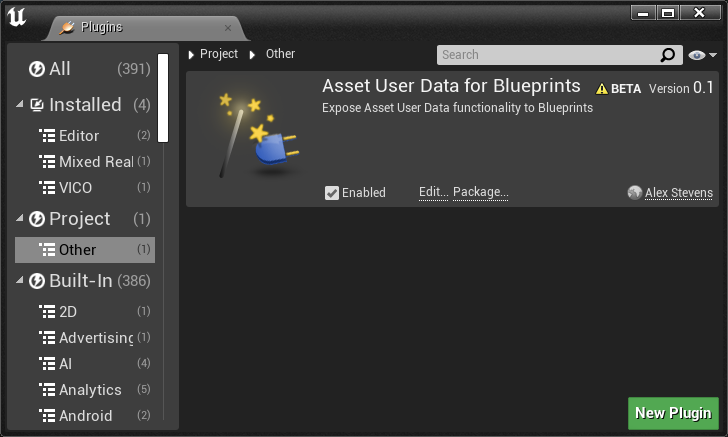 Plugins
All (391)
Installed (4)
Editor (2)
Mixed Real (1)
VICO (1)
Project (1)
Other (1)
Built-In (386)
2D (1)
Advertising (1)
AI (4)
Analytics (5)
Android (2)
Project Other
Search
Asset User Data for Blueprints BETA Version 0.1
Expose Asset User Data functionality to Blueprints
Enabled Edit... Package... Alex Stevens
New Plugin